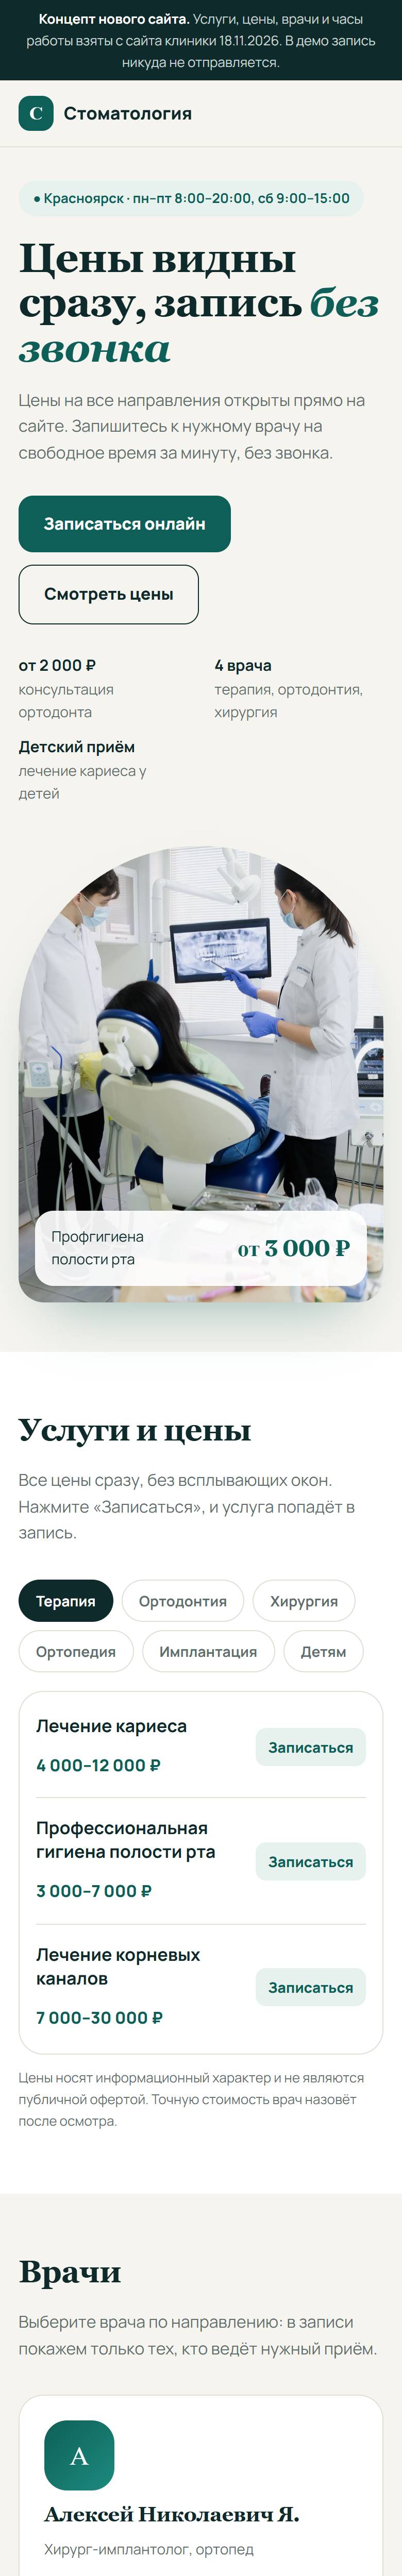 Концепт нового сайта. Услуги, цены, врачи и часы
работы взяты с сайта клиники 18.11.2026. В демо запись
никуда не отправляется.
С Стоматология
• Красноярск · пн–пт 8:00–20:00, сб 9:00–15:00
Цены видны
сразу, запись без
звонка
Цены на все направления открыты прямо на
сайте. Запишитесь к нужному врачу на
свободное время за минуту, без звонка.
Записаться онлайн
Смотреть цены
от 2 000 ₽
консультация
ортодонта
4 врача
терапия, ортодонтия,
хирургия
Детский приём
лечение кариеса у
детей
Профгигиена
полости рта
от 3 000 ₽
Услуги и цены
Все цены сразу, без всплывающих окон.
Нажмите «Записаться», и услуга попадёт в
запись.
Терапия Ортодонтия Хирургия
Ортопедия Имплантация Детям
Лечение кариеса
4 000–12 000 ₽
Записаться
Профессиональная
гигиена полости рта
3 000–7 000 ₽
Записаться
Лечение корневых
каналов
7 000–30 000 ₽
Записаться
Цены носят информационный характер и не являются
публичной офертой. Точную стоимость врач назовёт
после осмотра.
Врачи
Выберите врача по направлению: в записи
покажем только тех, кто ведёт нужный приём.
А
Алексей Николаевич Я.
Хирург-имплантолог, ортопед